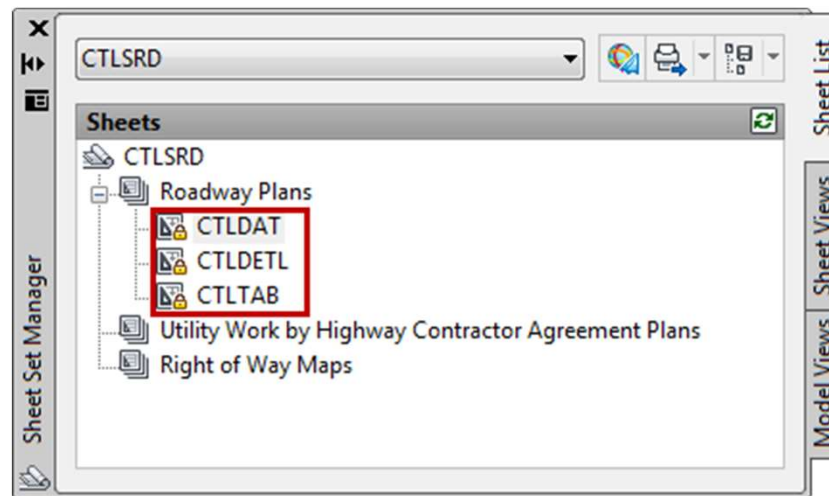 CTLSRD
Sheets
CTLSRD
Roadway Plans
CTLDAT
CTLDETL
CTLTAB
Utility Work by Highway Contractor Agreement Plans
Right of Way Maps
Sheet Set Manager
Sheet List
Sheet Views
Model Views